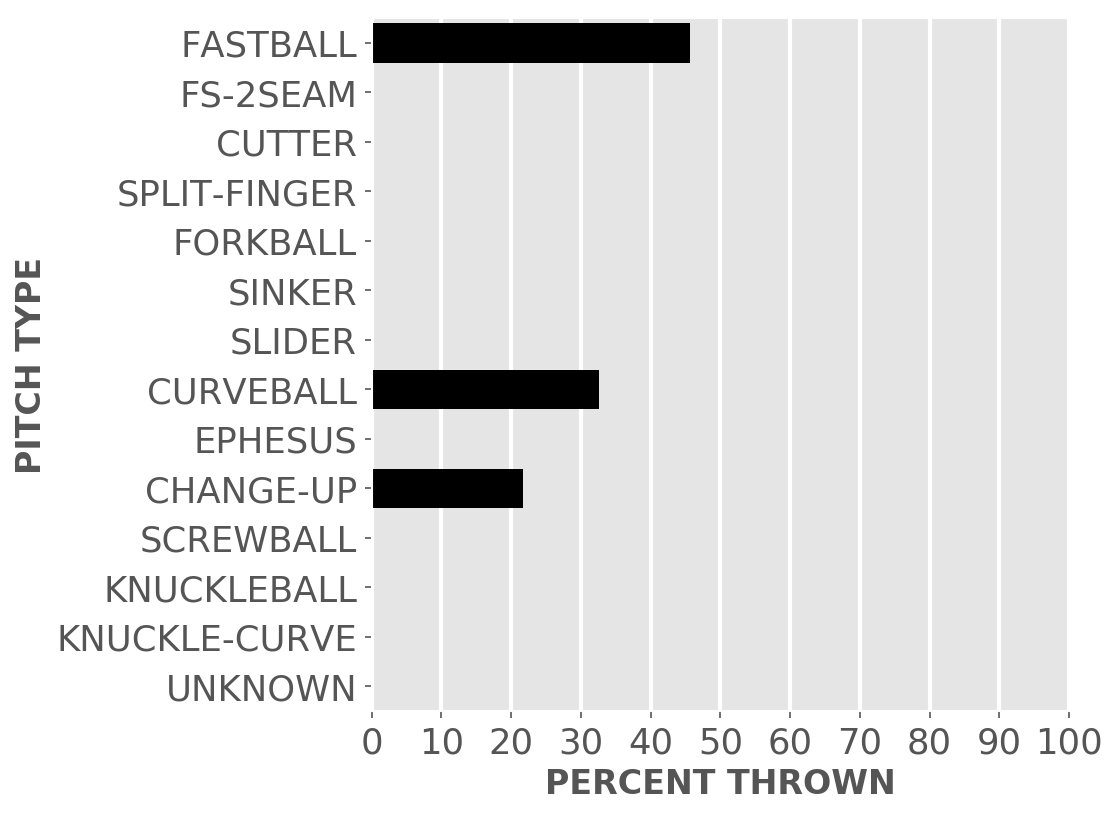 FASTBALL
FS-2SEAM
CUTTER
SPLIT-FINGER
FORKBALL
SINKER
SLIDER
CURVEBALL
EPHESUS
CHANGE-UP
SCREWBALL
KNUCKLEBALL
KNUCKLE-CURVE
UNKNOWN
PITCH TYPE
0 10 20 30 40 50 60 70 80 90 100
PERCENT THROWN